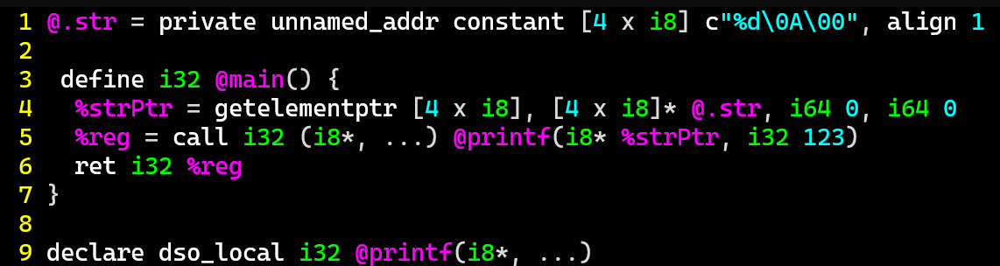 1 @.str = private unnamed_addr constant [4 x i8] c"%d\0A\00", align 1
2
3  define i32 @main() {
4   %strPtr = getelementptr [4 x i8], [4 x i8]* @.str, i64 0, i64 0
5   %reg = call i32 (i8*, ...) @printf(i8* %strPtr, i32 123)
6   ret i32 %reg
7 }
8
9 declare dso_local i32 @printf(i8*, ...)